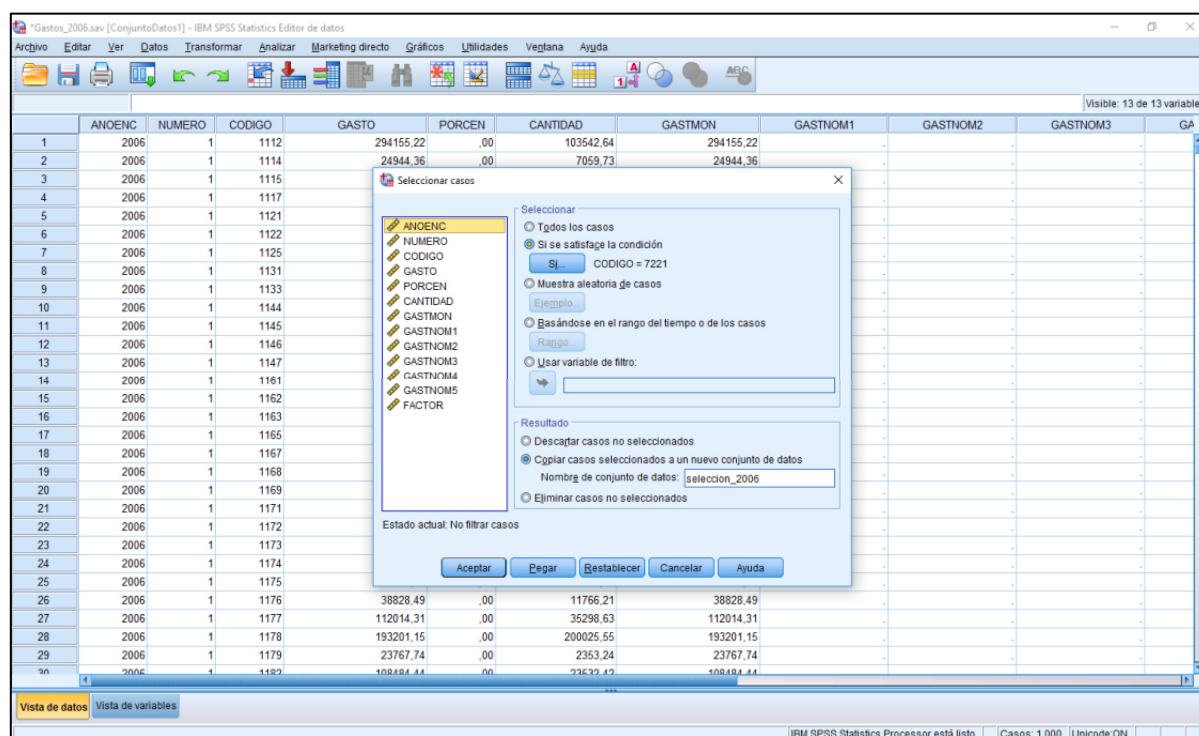 *Gastos_2006.sav [ConjuntoDatos1] - IBM SPSS Statistics Editor de datos
Archivo Editar Ver Datos Transformar Analizar Marketing directo Gráficos Utilidades Ventana Ayuda
Visible: 13 de 13 variable
ANOENC NUMERO CODIGO GASTO PORCEN CANTIDAD GASTMON GASTNOM1 GASTNOM2 GASTNOM3 GA
1 2006 1 1112 294155,22 ,00 103542,64 294155,22 . . .
2 2006 1 1114 24944,36 ,00 7059,73 24944,36 . . .
3 2006 1 1115
4 2006 1 1117
5 2006 1 1121
6 2006 1 1122
7 2006 1 1125
8 2006 1 1131
9 2006 1 1133
10 2006 1 1144
11 2006 1 1145
12 2006 1 1146
13 2006 1 1147
14 2006 1 1161
15 2006 1 1162
16 2006 1 1163
17 2006 1 1165
18 2006 1 1167
19 2006 1 1168
20 2006 1 1169
21 2006 1 1171
22 2006 1 1172
23 2006 1 1173
24 2006 1 1174
25 2006 1 1175
26 2006 1 1176 38828,49 ,00 11766,21 38828,49 . . .
27 2006 1 1177 112014,31 ,00 35298,63 112014,31 . . .
28 2006 1 1178 193201,15 ,00 200025,55 193201,15 . . .
29 2006 1 1179 23767,74 ,00 2353,24 23767,74 . . .
30 2006 1 1182 108484,44 ,00 23532,42 108484,44
Seleccionar casos
ANOENC
NUMERO
CODIGO
GASTO
PORCEN
CANTIDAD
GASTMON
GASTNOM1
GASTNOM2
GASTNOM3
GASTNOM4
GASTNOM5
FACTOR
Seleccionar
Todos los casos
Si se satisface la condición
Si... CODIGO = 7221
Muestra aleatoria de casos
Ejemplo...
Basándose en el rango del tiempo o de los casos
Rango...
Usar variable de filtro:
Resultado
Descartar casos no seleccionados
Copiar casos seleccionados a un nuevo conjunto de datos
Nombre de conjunto de datos: seleccion_2006
Eliminar casos no seleccionados
Estado actual: No filtrar casos
Aceptar Pegar Restablecer Cancelar Ayuda
Vista de datos Vista de variables
IBM SPSS Statistics Processor está listo Casos: 1.000 Unicode:ON